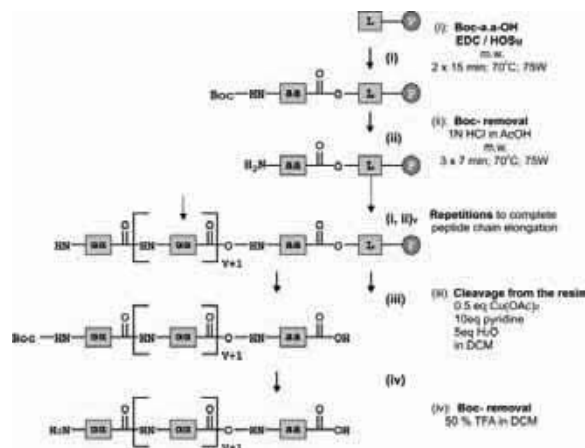 L P
(i): Boc-a.a-OH
EDC / HOSu
m.w.
2 x 15 min; 70°C; 75W
(i)
O
Boc HN aa O L P
(ii): Boc- removal
1N HCl in AcOH
m.w.
3 x 7 min; 70°C; 75W
(ii)
O
H₂N aa O L P
(i, ii)ᵥ
Repetitions to complete
peptide chain elongation
O O O
HN aa HN aa O HN aa O L P
Y+1
(iii)
(iii): Cleavage from the resin
0.5 eq Cu(OAc)₂
10eq pyridine
5eq H₂O
in DCM
O O O
Boc HN aa HN aa O HN aa OH
Y+1
(iv)
(iv): Boc- removal
50 % TFA in DCM
O O O
H₂N aa HN aa O HN aa OH
Y+1